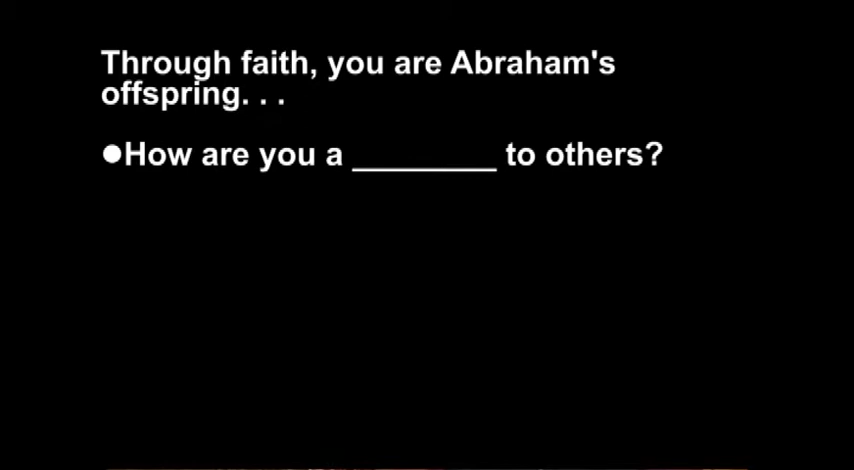 Through faith, you are Abraham's
offspring. . .
●How are you a ________ to others?